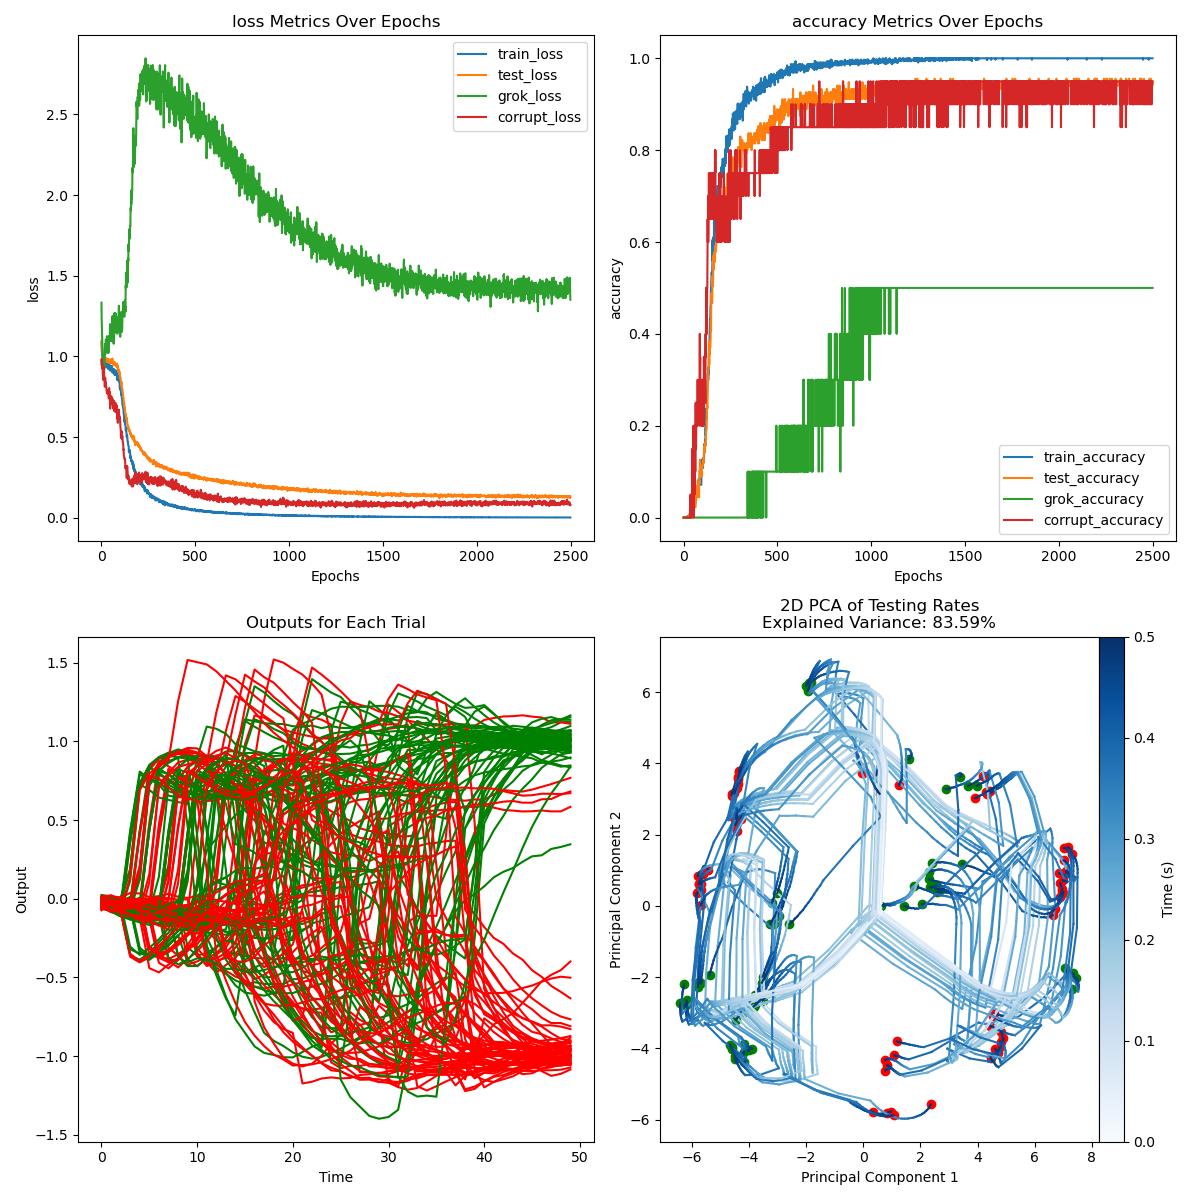 loss Metrics Over Epochs
train_loss
test_loss
grok_loss
corrupt_loss
loss
2.5
2.0
1.5
1.0
0.5
0.0
0
500
1000
1500
2000
2500
Epochs
accuracy Metrics Over Epochs
accuracy
1.0
0.8
0.6
0.4
0.2
0.0
train_accuracy
test_accuracy
grok_accuracy
corrupt_accuracy
0
500
1000
1500
2000
2500
Epochs
Outputs for Each Trial
Output
1.5
1.0
0.5
0.0
−0.5
−1.0
−1.5
0
10
20
30
40
50
Time
2D PCA of Testing Rates
Explained Variance: 83.59%
Principal Component 2
6
4
2
0
−2
−4
−6
−6
−4
−2
0
2
4
6
8
Principal Component 1
0.5
0.4
0.3
0.2
0.1
0.0
Time (s)